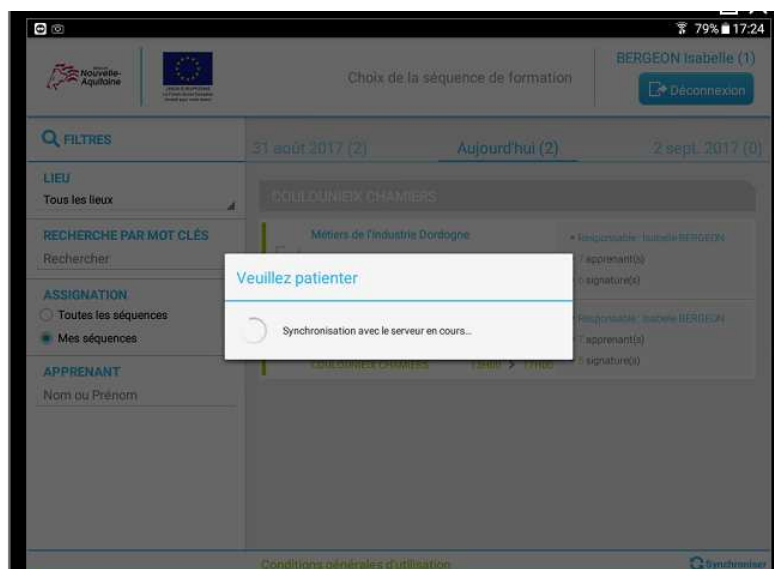 79% 17:24
Nouvelle-
Aquitaine
Choix de la séquence de formation
BERGEON Isabelle (1)
Déconnexion
FILTRES
31 août 2017 (2)
Aujourd'hui (2)
2 sept. 2017 (0)
LIEU
Tous les lieux
COULOUNIEIX CHAMIERS
RECHERCHE PAR MOT CLÉS
Rechercher
Métiers de l'Industrie Dordogne
Responsable : Isabelle BERGEON
7 apprenant(s)
signature(s)
Veuillez patienter
Synchronisation avec le serveur en cours...
ASSIGNATION
Toutes les séquences
Mes séquences
Responsable : Isabelle BERGEON
7 apprenant(s)
signature(s)
COULOUNIEIX CHAMIERS
13H00 > 17H00
APPRENANT
Nom ou Prénom
Conditions générales d'utilisation
Synchroniser